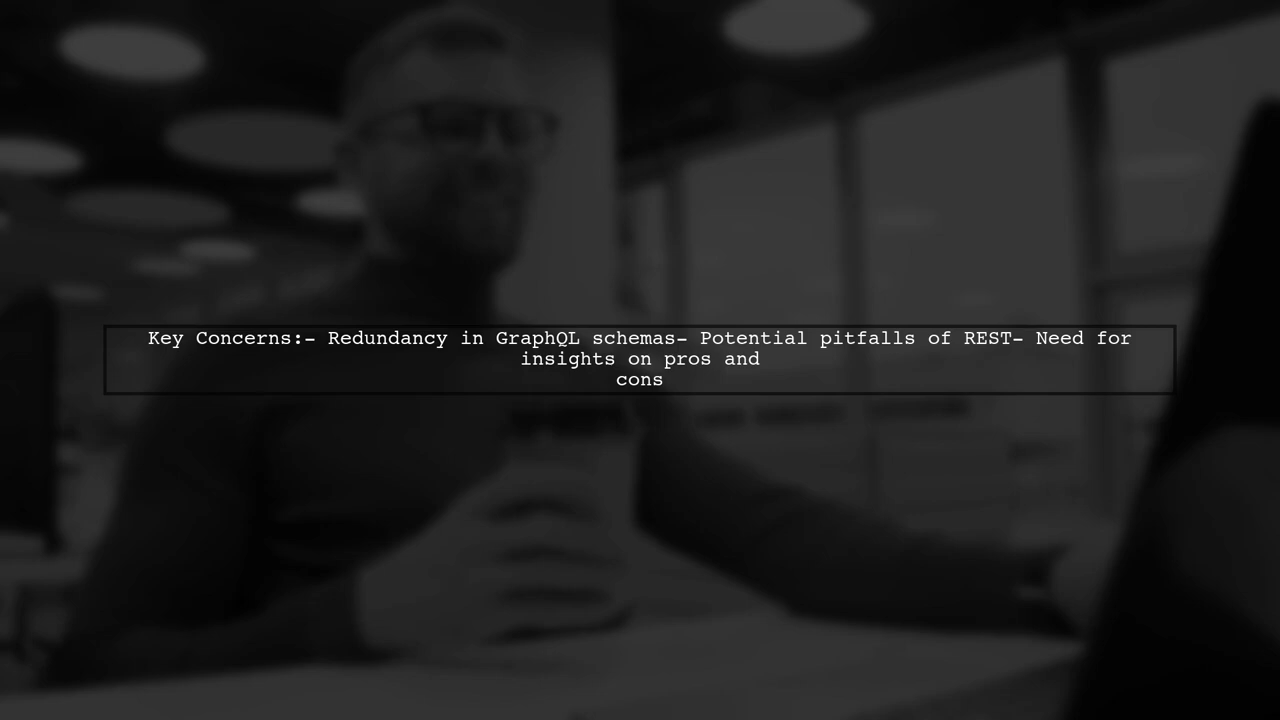 Key Concerns:- Redundancy in GraphQL schemas- Potential pitfalls of REST- Need for
insights on pros and
cons